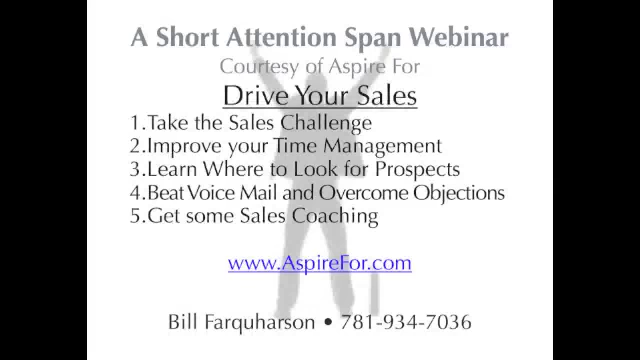 A Short Attention Span Webinar
Courtesy of Aspire For
Drive Your Sales
1.Take the Sales Challenge
2.Improve your Time Management
3.Learn Where to Look for Prospects
4.Beat Voice Mail and Overcome Objections
5.Get some Sales Coaching
www.AspireFor.com
Bill Farquharson • 781-934-7036